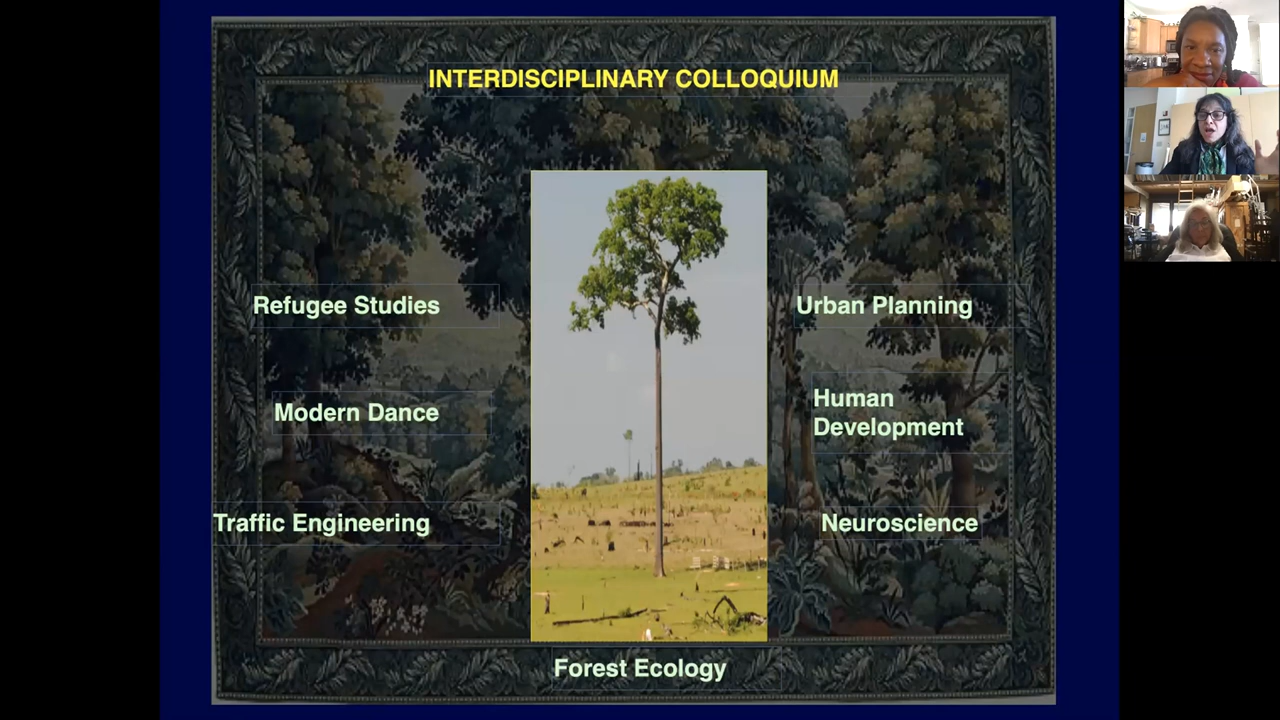 INTERDISCIPLINARY COLLOQUIUM
Refugee Studies
Urban Planning
Modern Dance
Human
Development
Traffic Engineering
Neuroscience
Forest Ecology